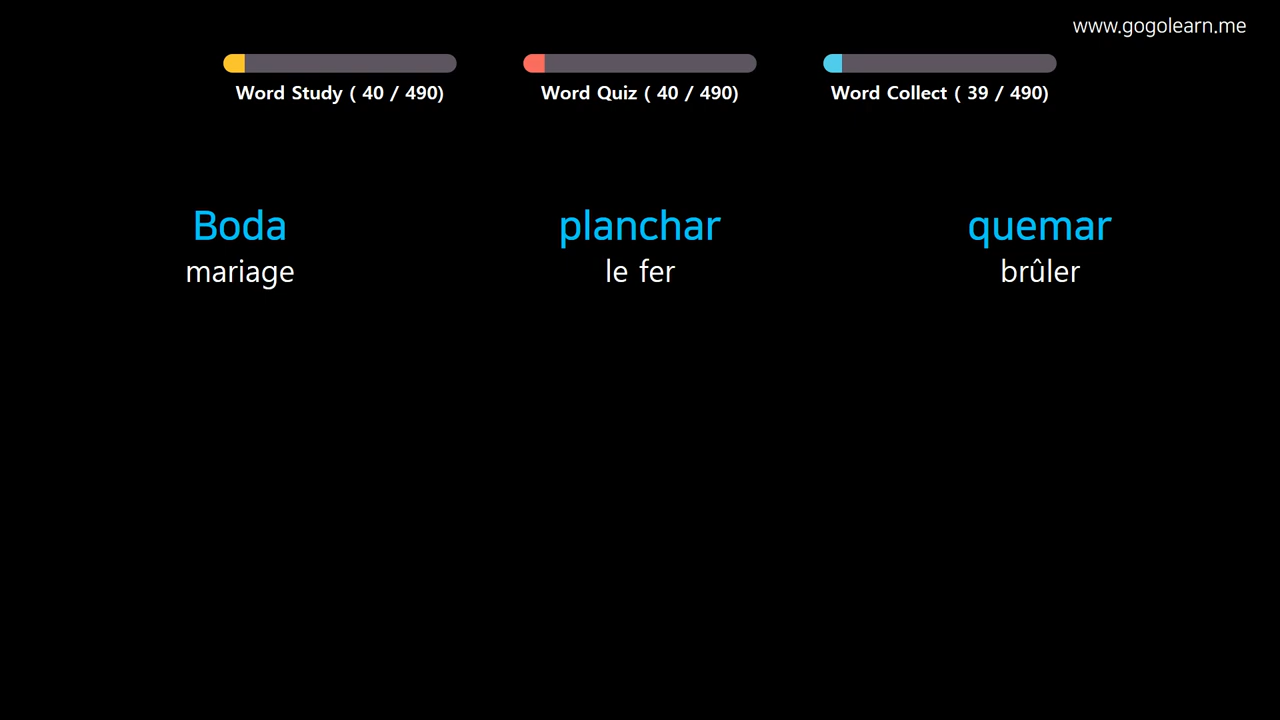 www.gogolearn.me
Word Study ( 40 / 490)
Word Quiz ( 40 / 490)
Word Collect ( 39 / 490)
Boda
mariage
planchar
le fer
quemar
brûler